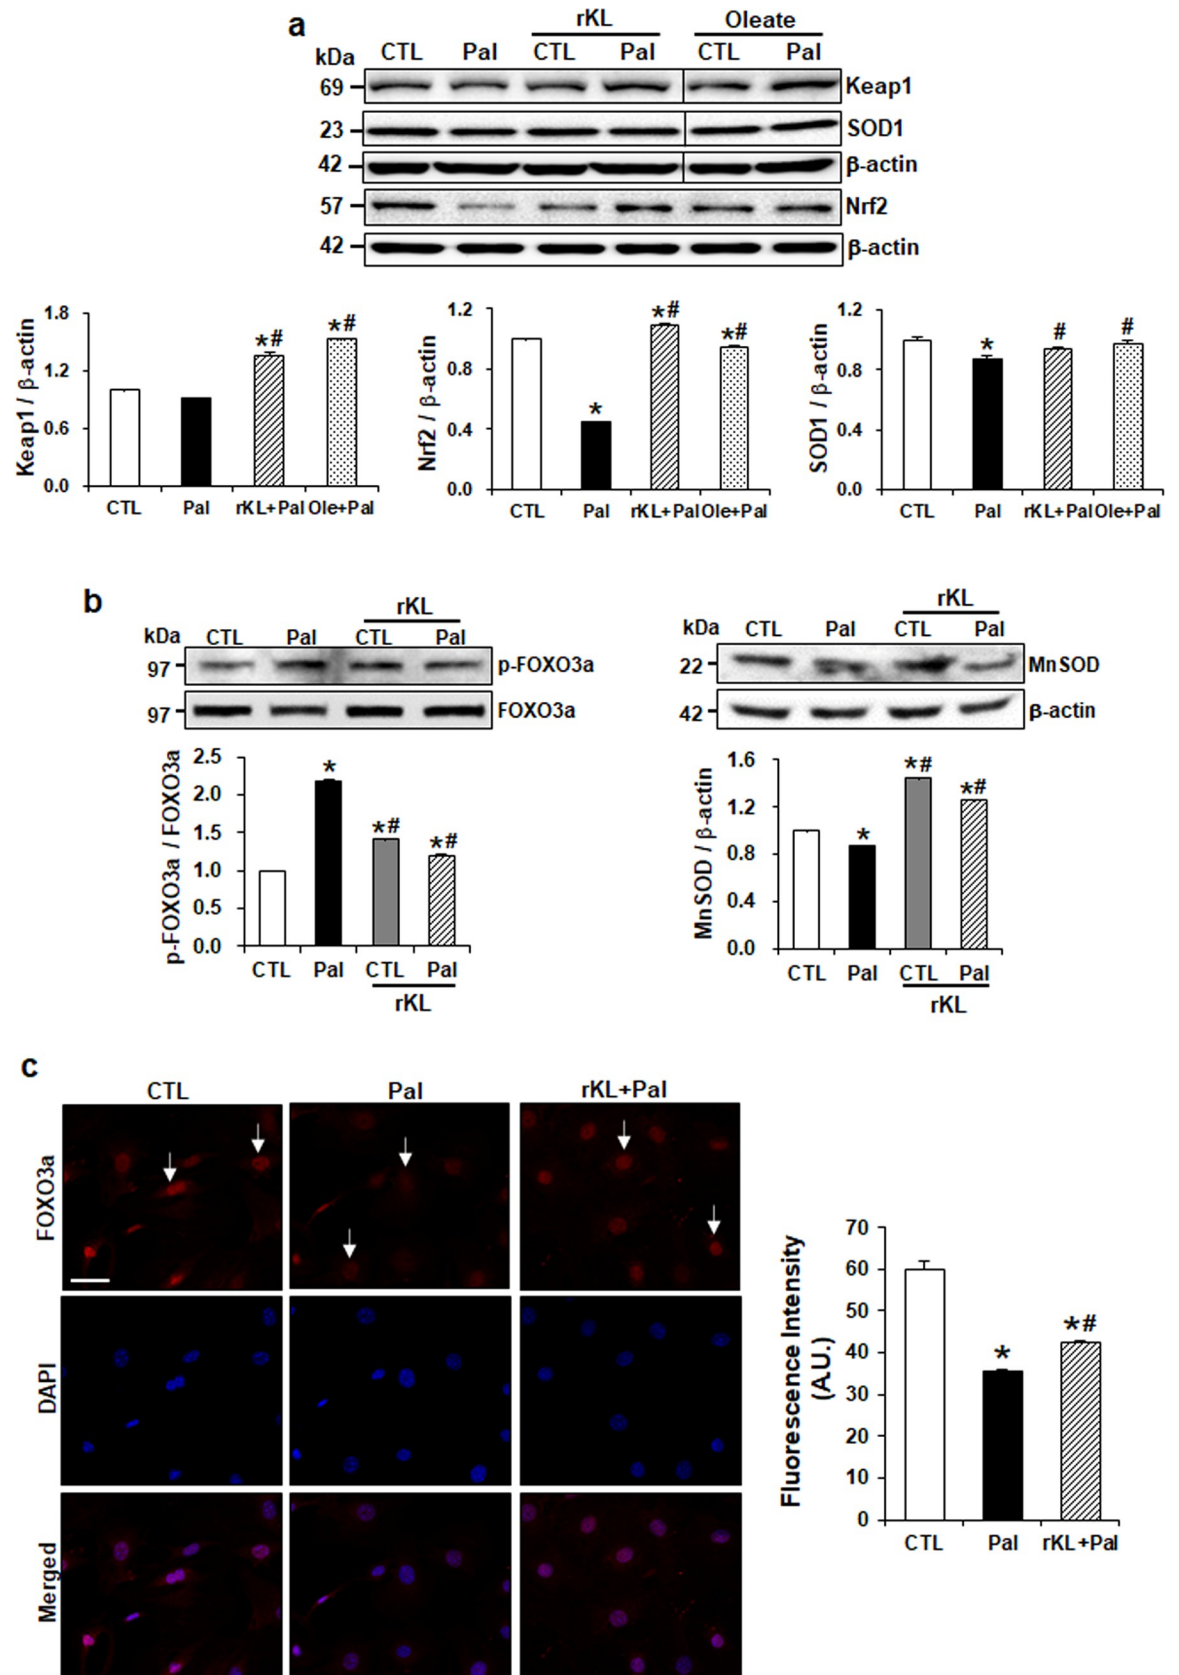 a
rKL Oleate
kDa CTL Pal CTL Pal CTL Pal
69 Keap1
23 SOD1
42 β-actin
57 Nrf2
42 β-actin
Keap1 / β-actin
1.8
1.2
0.6
0.0
*# *#
CTL Pal rKL+Pal Ole+Pal
Nrf2 / β-actin
1.2
0.8
0.4
0.0
* *# *#
CTL Pal rKL+Pal Ole+Pal
SOD1 / β-actin
1.2
0.8
0.4
0.0
* # #
CTL Pal rKL+Pal Ole+Pal
b
rKL
kDa CTL Pal CTL Pal
97 p-FOXO3a
97 FOXO3a
p-FOXO3a / FOXO3a
2.5
2.0
1.5
1.0
0.5
0.0
* *# *#
CTL Pal CTL Pal
rKL
rKL
kDa CTL Pal CTL Pal
22 MnSOD
42 β-actin
MnSOD / β-actin
1.6
1.2
0.8
0.4
0.0
* *# *#
CTL Pal CTL Pal
rKL
c
CTL Pal rKL+Pal
FOXO3a
DAPI
Merged
Fluorescence Intensity
(A.U.)
70
60
50
40
30
20
10
0
* *#
CTL Pal rKL+Pal